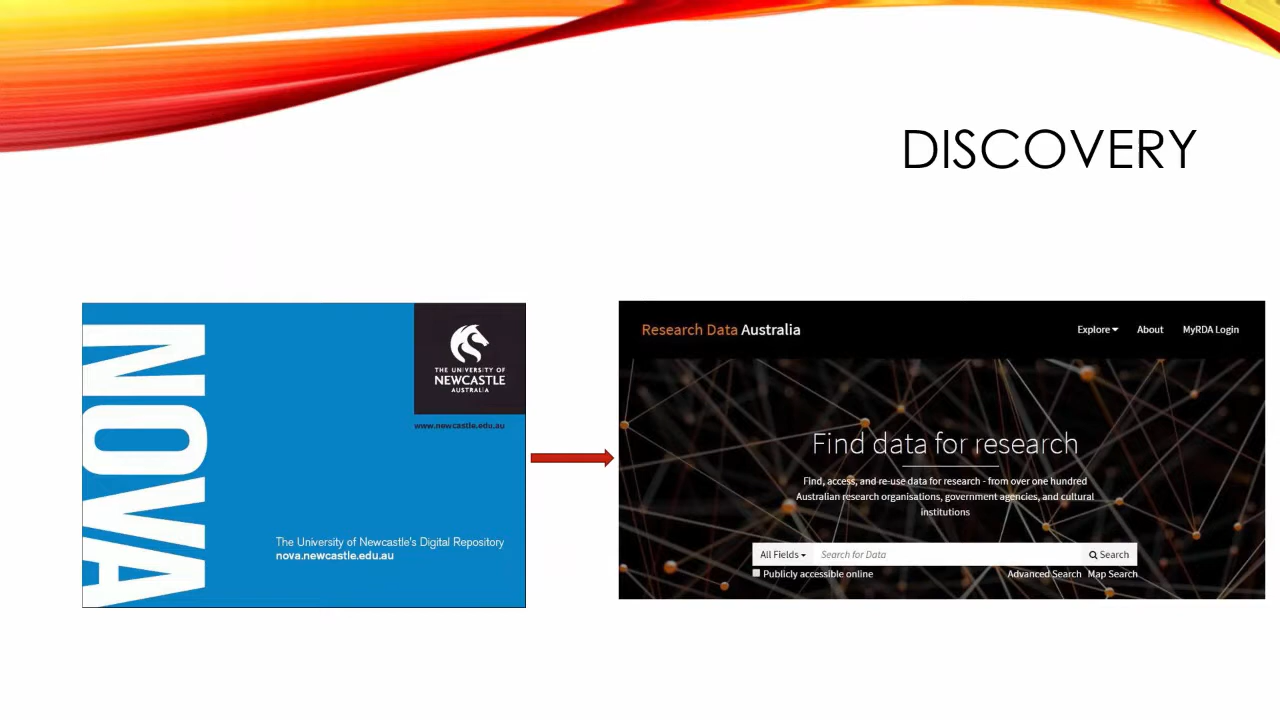 DISCOVERY
NOVA
THE UNIVERSITY OF
NEWCASTLE
AUSTRALIA
www.newcastle.edu.au
The University of Newcastle's Digital Repository
nova.newcastle.edu.au
Research Data Australia
Explore
About
MyRDA Login
Find data for research
Find, access, and re-use data for research - from over one hundred
Australian research organisations, government agencies, and cultural
institutions
All Fields
Search for Data
Search
Publicly accessible online
Advanced Search
Map Search